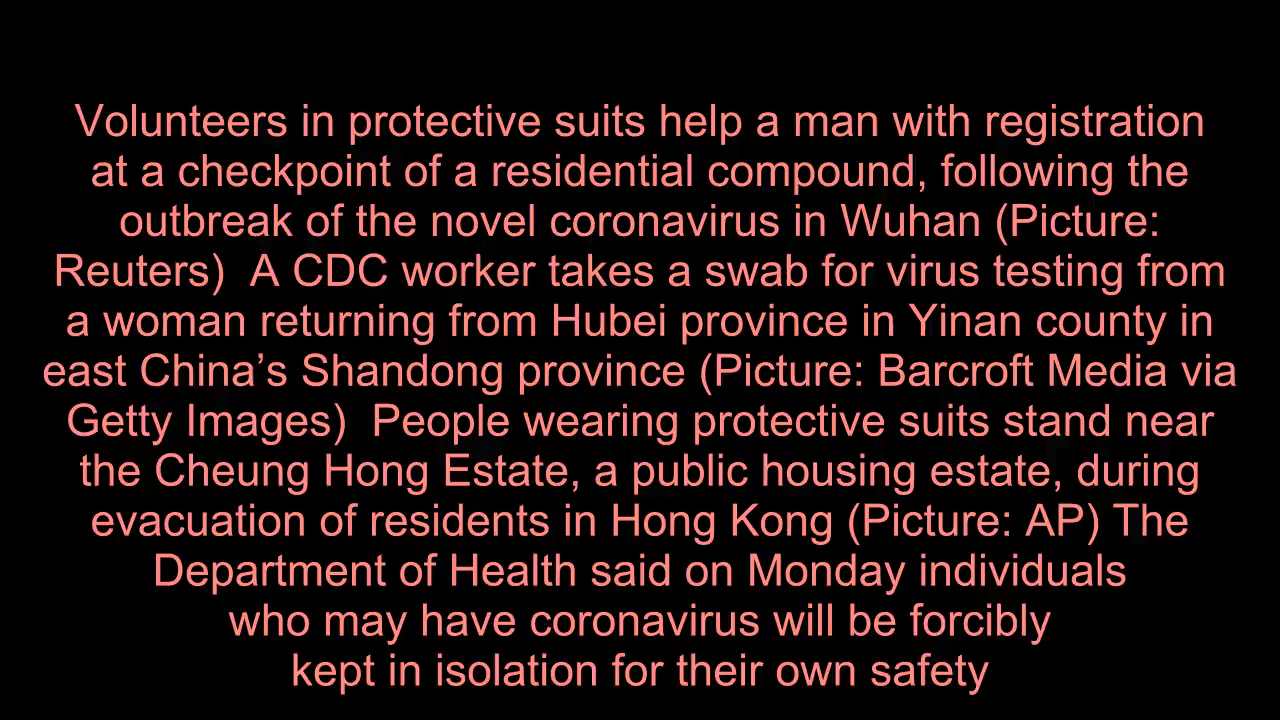 Volunteers in protective suits help a man with registration
at a checkpoint of a residential compound, following the
outbreak of the novel coronavirus in Wuhan (Picture:
Reuters)  A CDC worker takes a swab for virus testing from
a woman returning from Hubei province in Yinan county in
east China’s Shandong province (Picture: Barcroft Media via
Getty Images)  People wearing protective suits stand near
the Cheung Hong Estate, a public housing estate, during
evacuation of residents in Hong Kong (Picture: AP) The
Department of Health said on Monday individuals
who may have coronavirus will be forcibly
kept in isolation for their own safety